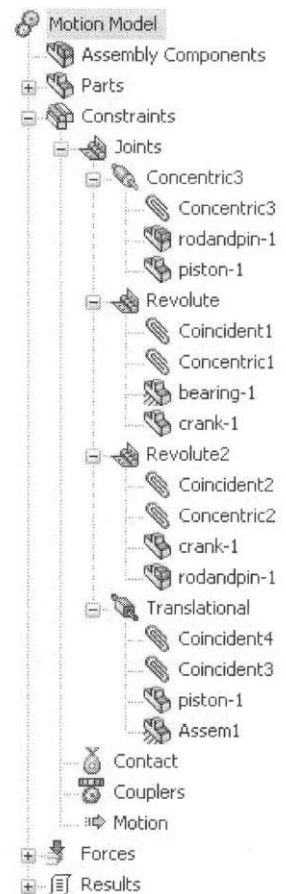 Motion Model
Assembly Components
Parts
Constraints
Joints
Concentric3
Concentric3
rodandpin-1
piston-1
Revolute
Coincident1
Concentric1
bearing-1
crank-1
Revolute2
Coincident2
Concentric2
crank-1
rodandpin-1
Translational
Coincident4
Coincident3
piston-1
Assem1
Contact
Couplers
Motion
Forces
Results